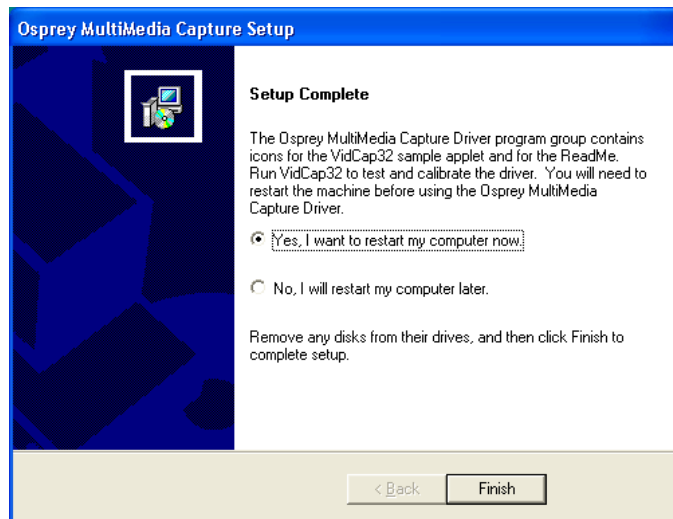 Osprey MultiMedia Capture Setup
Setup Complete
The Osprey MultiMedia Capture Driver program group contains
icons for the VidCap32 sample applet and for the ReadMe.
Run VidCap32 to test and calibrate the driver.  You will need to
restart the machine before using the Osprey MultiMedia
Capture Driver.
Yes, I want to restart my computer now.
No, I will restart my computer later.
Remove any disks from their drives, and then click Finish to
complete setup.
< Back
Finish